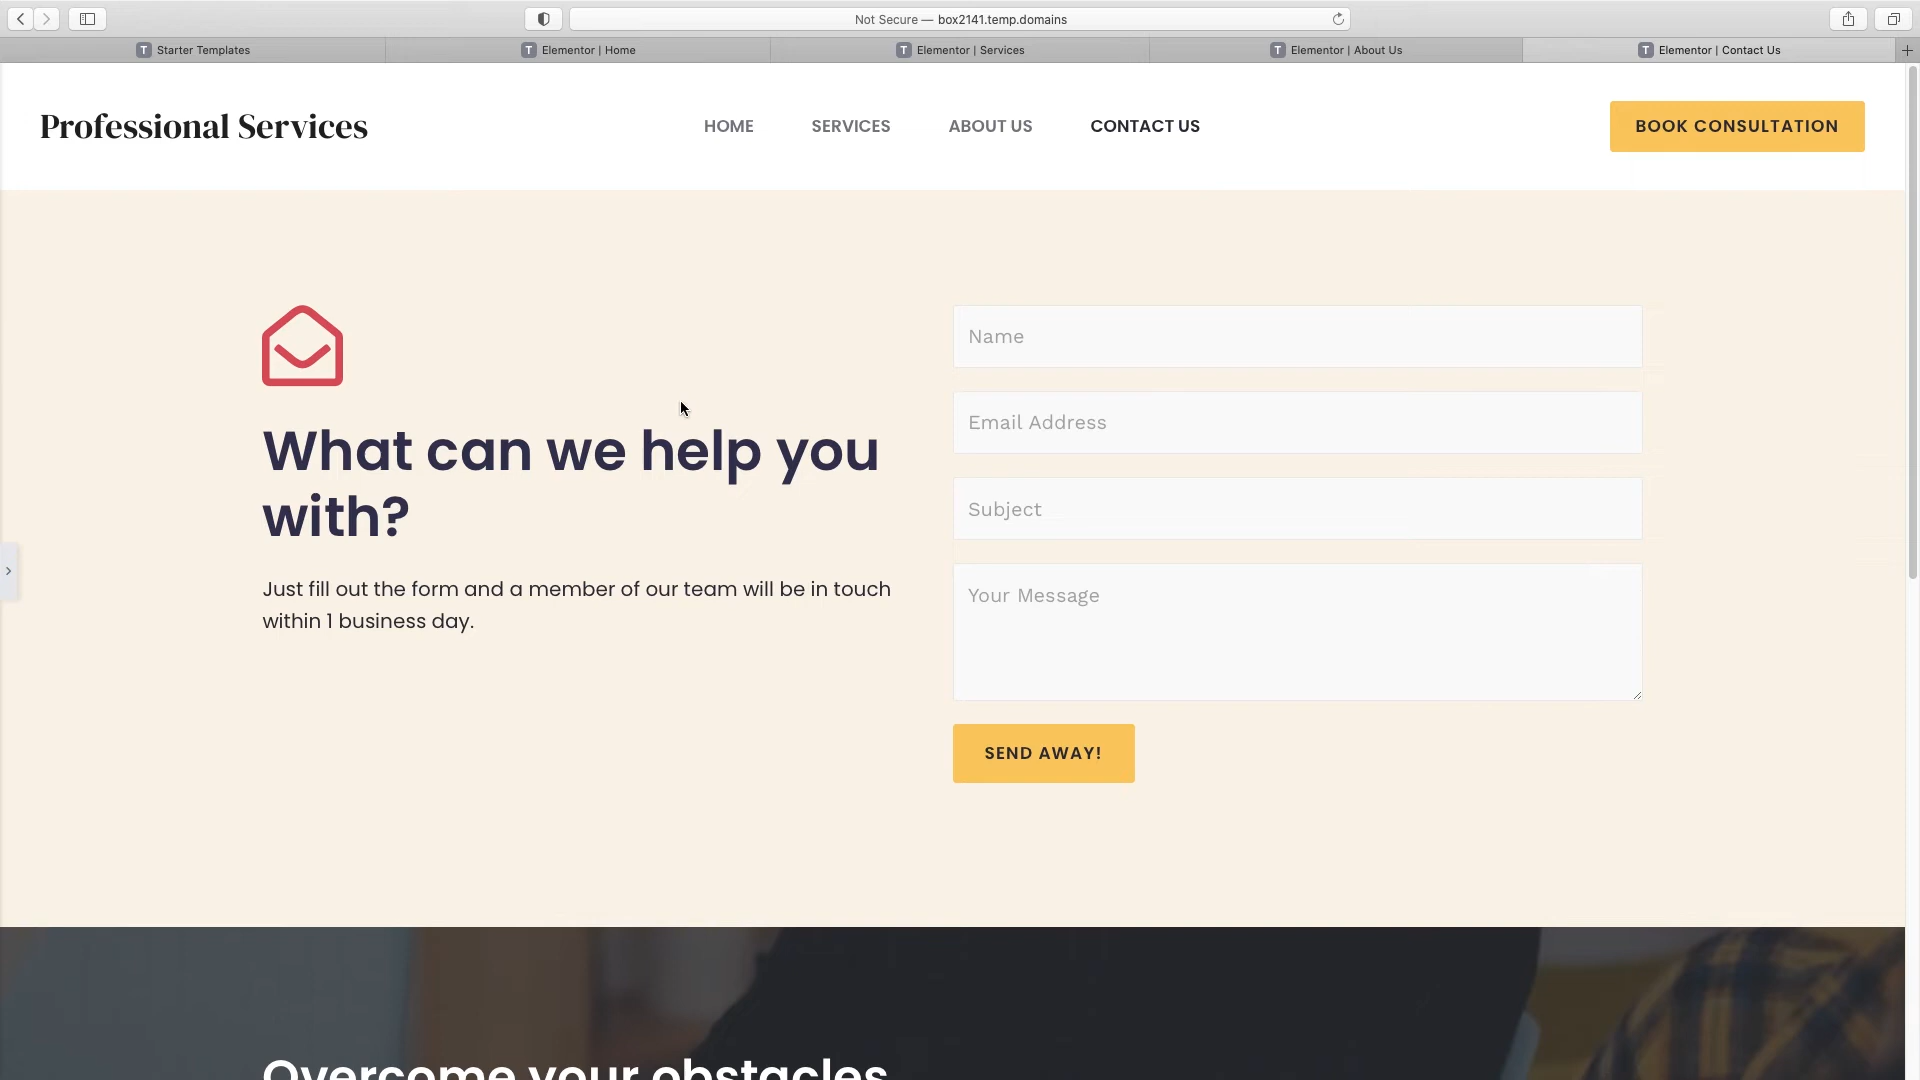 Not Secure — box2141.temp.domains
T Starter Templates
T Elementor | Home
T Elementor | Services
T Elementor | About Us
T Elementor | Contact Us
Professional Services
HOME
SERVICES
ABOUT US
CONTACT US
BOOK CONSULTATION
What can we help you
with?
Just fill out the form and a member of our team will be in touch
within 1 business day.
Name
Email Address
Subject
Your Message
SEND AWAY!
Overcome your obstacles